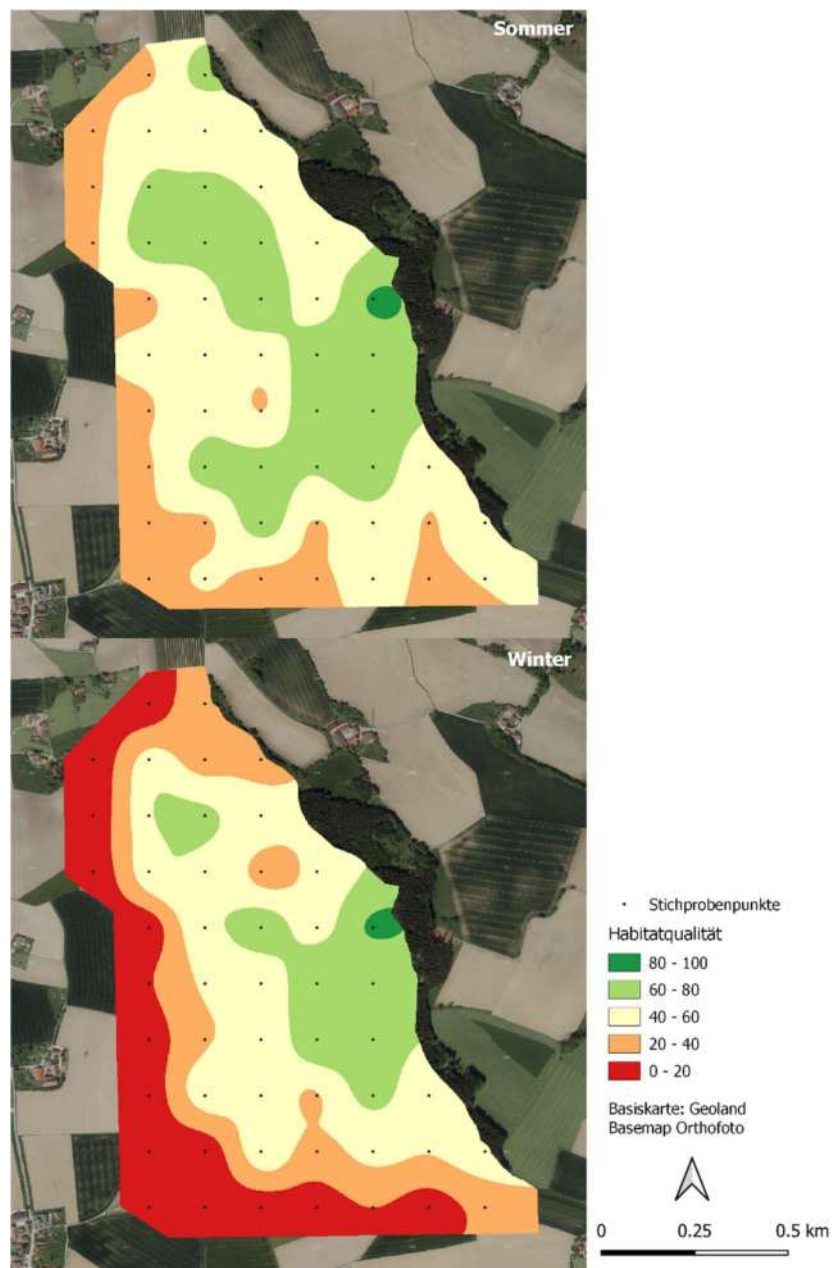 Sommer
Winter
Stichprobenpunkte
Habitatqualität
80 - 100
60 - 80
40 - 60
20 - 40
0 - 20
Basiskarte: Geoland
Basemap Orthofoto
0 0.25 0.5 km